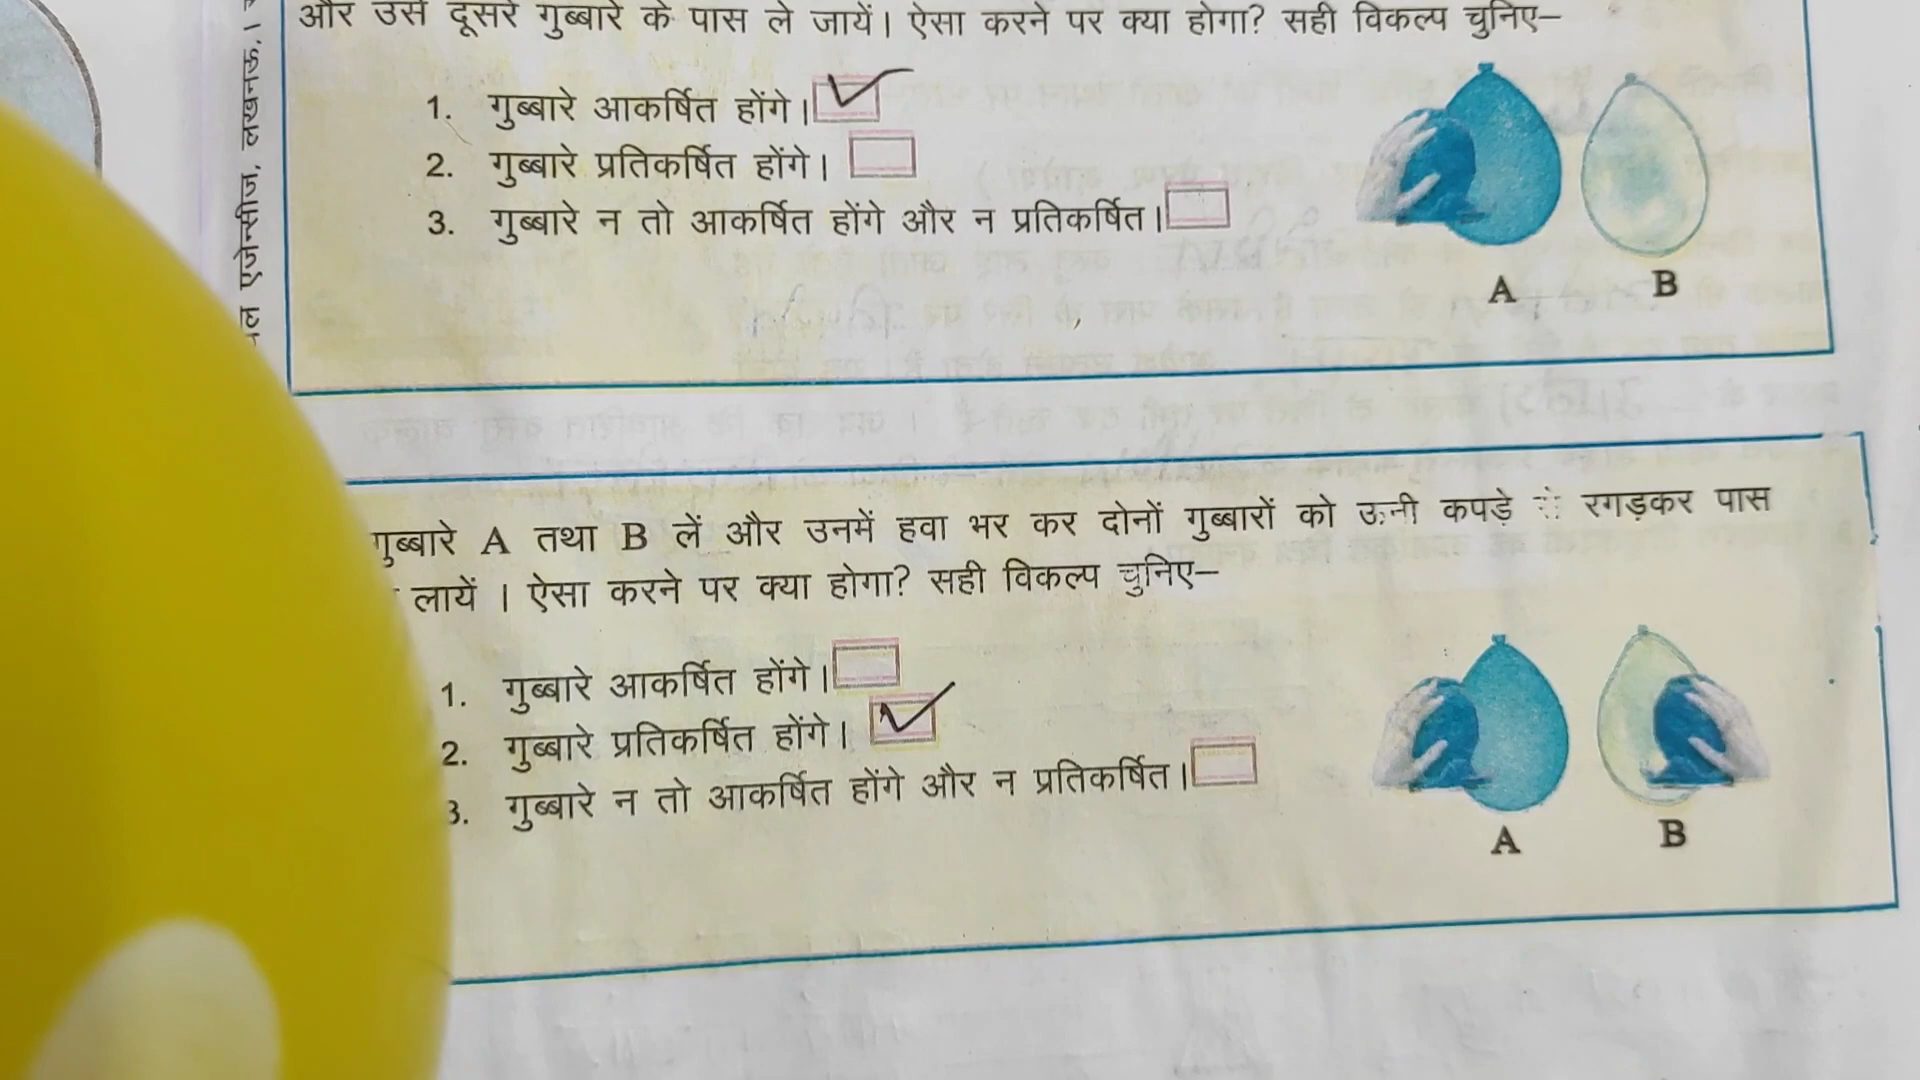 और उसे दूसरे गुब्बारे के पास ले जायें। ऐसा करने पर क्या होगा? सही विकल्प चुनिए–
1. गुब्बारे आकर्षित होंगे।
2. गुब्बारे प्रतिकर्षित होंगे।
3. गुब्बारे न तो आकर्षित होंगे और न प्रतिकर्षित।
A B
एजेन्सीज, लखनऊ,
गुब्बारे A तथा B लें और उनमें हवा भर कर दोनों गुब्बारों को ऊनी कपड़े रगड़कर पास
लायें । ऐसा करने पर क्या होगा? सही विकल्प चुनिए–
1. गुब्बारे आकर्षित होंगे।
2. गुब्बारे प्रतिकर्षित होंगे।
3. गुब्बारे न तो आकर्षित होंगे और न प्रतिकर्षित।
A B